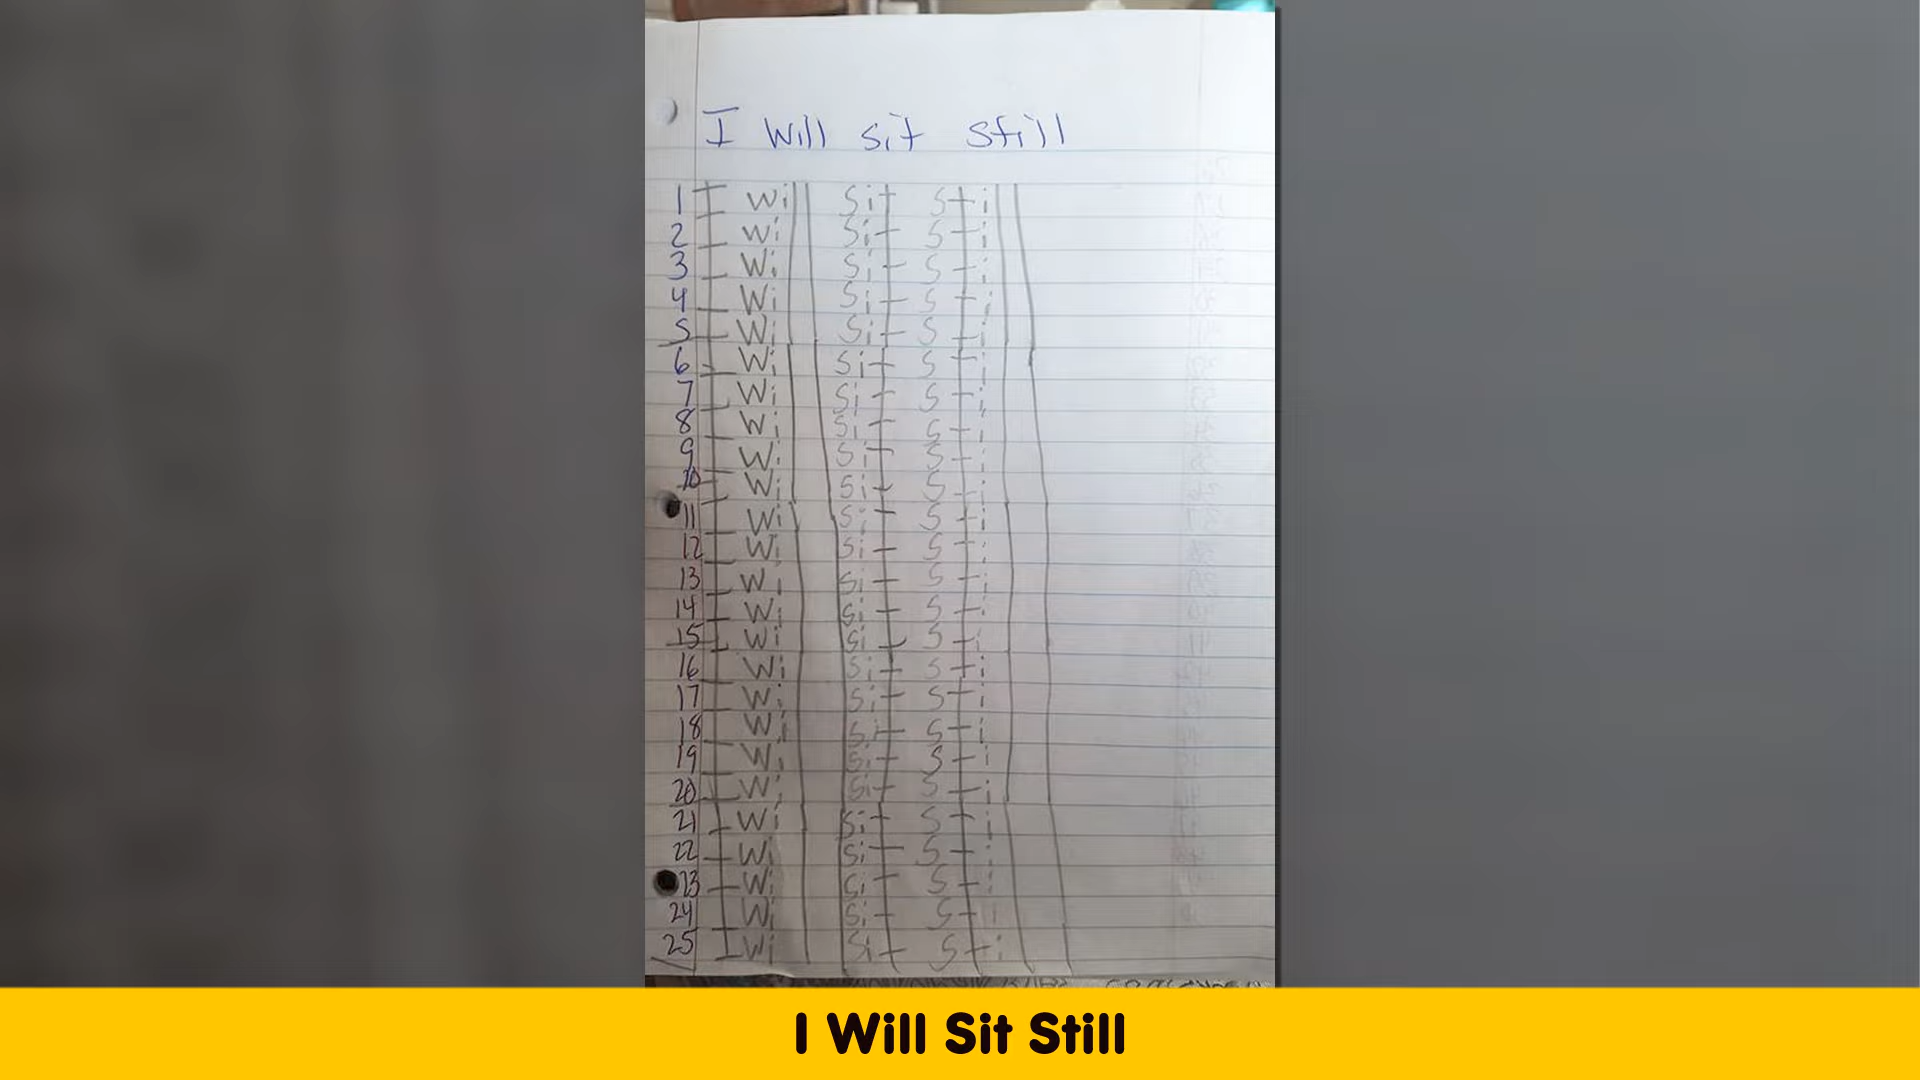 I will sit still
1 I will sit still
2 I will sit still
3 I will sit still
4 I will sit still
5 I will sit still
6 I will sit still
7 I will sit still
8 I will sit still
9 I will sit still
10 I will sit still
11 I will sit still
12 I will sit still
13 I will sit still
14 I will sit still
15 I will sit still
16 I will sit still
17 I will sit still
18 I will sit still
19 I will sit still
20 I will sit still
21 I will sit still
22 I will sit still
23 I will sit still
24 I will sit still
25 I will sit still
I Will Sit Still